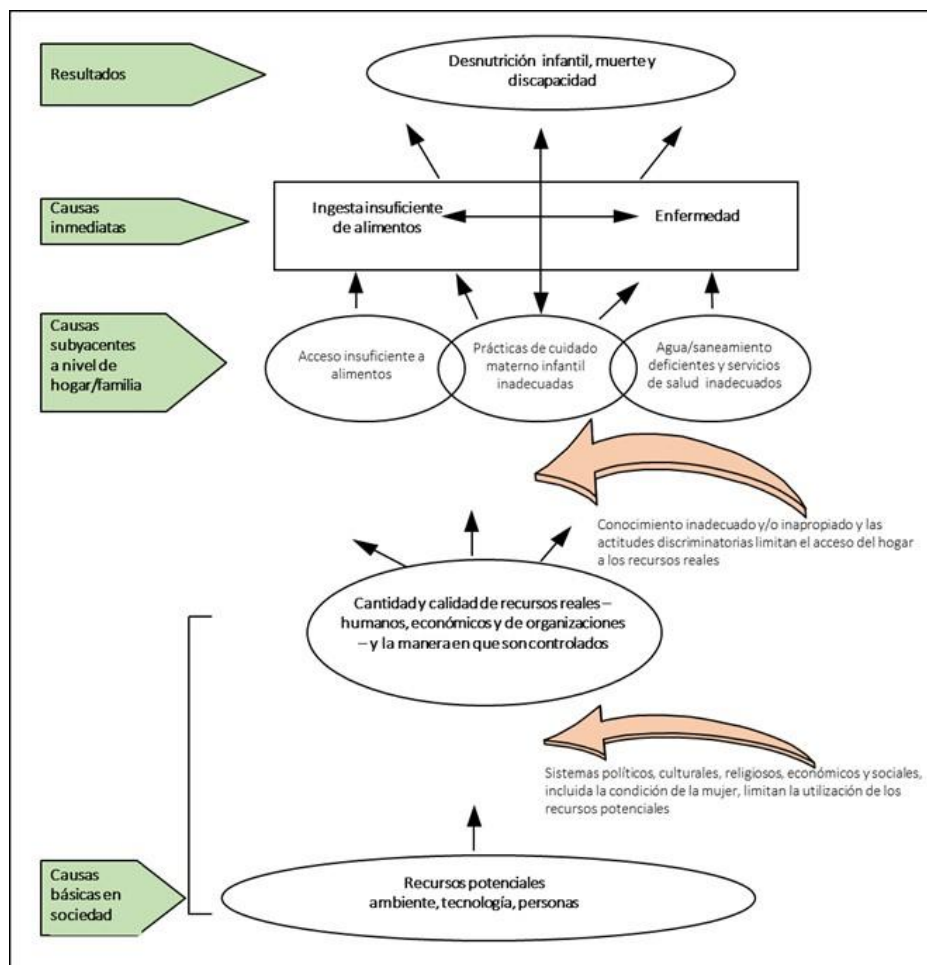 Resultados
Desnutrición infantil, muerte y
discapacidad
Causas
inmediatas
Ingesta insuficiente
de alimentos
Enfermedad
Causas
subyacentes
a nivel de
hogar/familia
Acceso insuficiente a
alimentos
Prácticas de cuidado
materno infantil
inadecuadas
Agua/saneamiento
deficientes y servicios
de salud inadecuados
Conocimiento inadecuado y/o inapropiado y las
actitudes discriminatorias limitan el acceso del hogar
a los recursos reales
Cantidad y calidad de recursos reales –
humanos, económicos y de organizaciones
– y la manera en que son controlados
Sistemas políticos, culturales, religiosos, económicos y sociales,
incluida la condición de la mujer, limitan la utilización de los
recursos potenciales
Causas
básicas en
sociedad
Recursos potenciales
ambiente, tecnología, personas